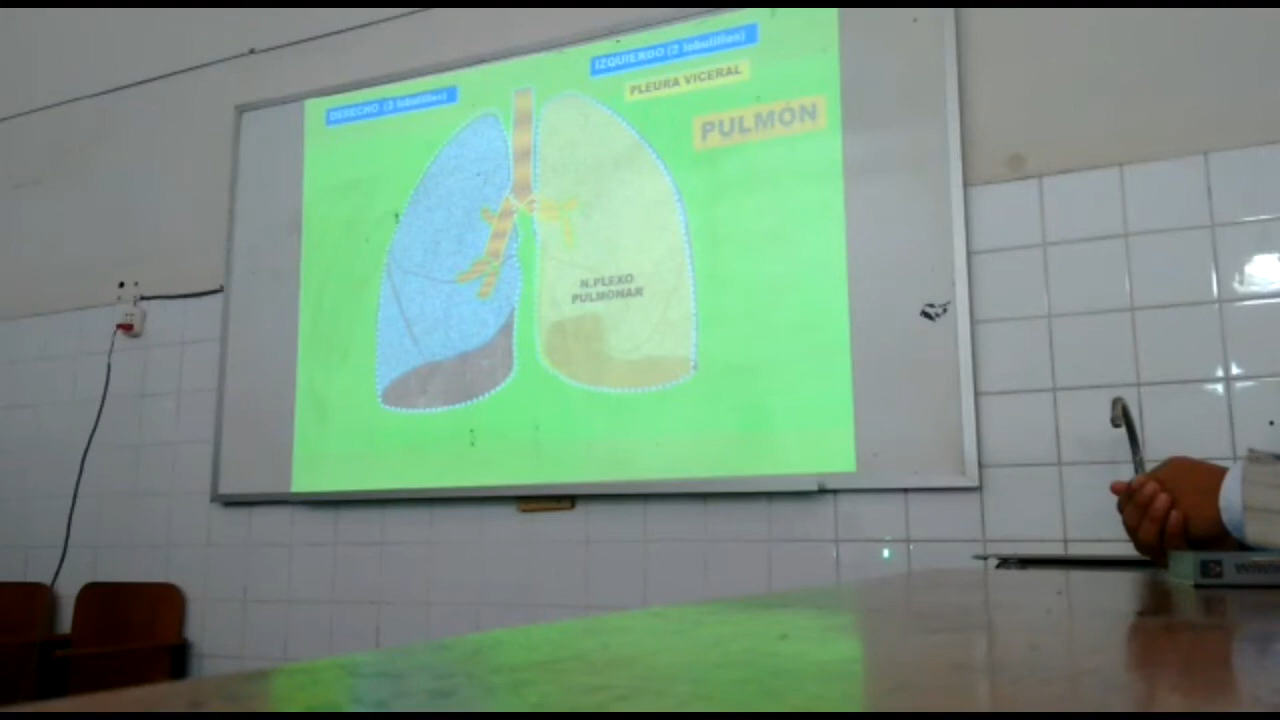 DERECHO (3 lobulillos)
IZQUIERDO (2 lobulillos)
PLEURA VICERAL
PULMÓN
N.PLEXO
PULMONAR